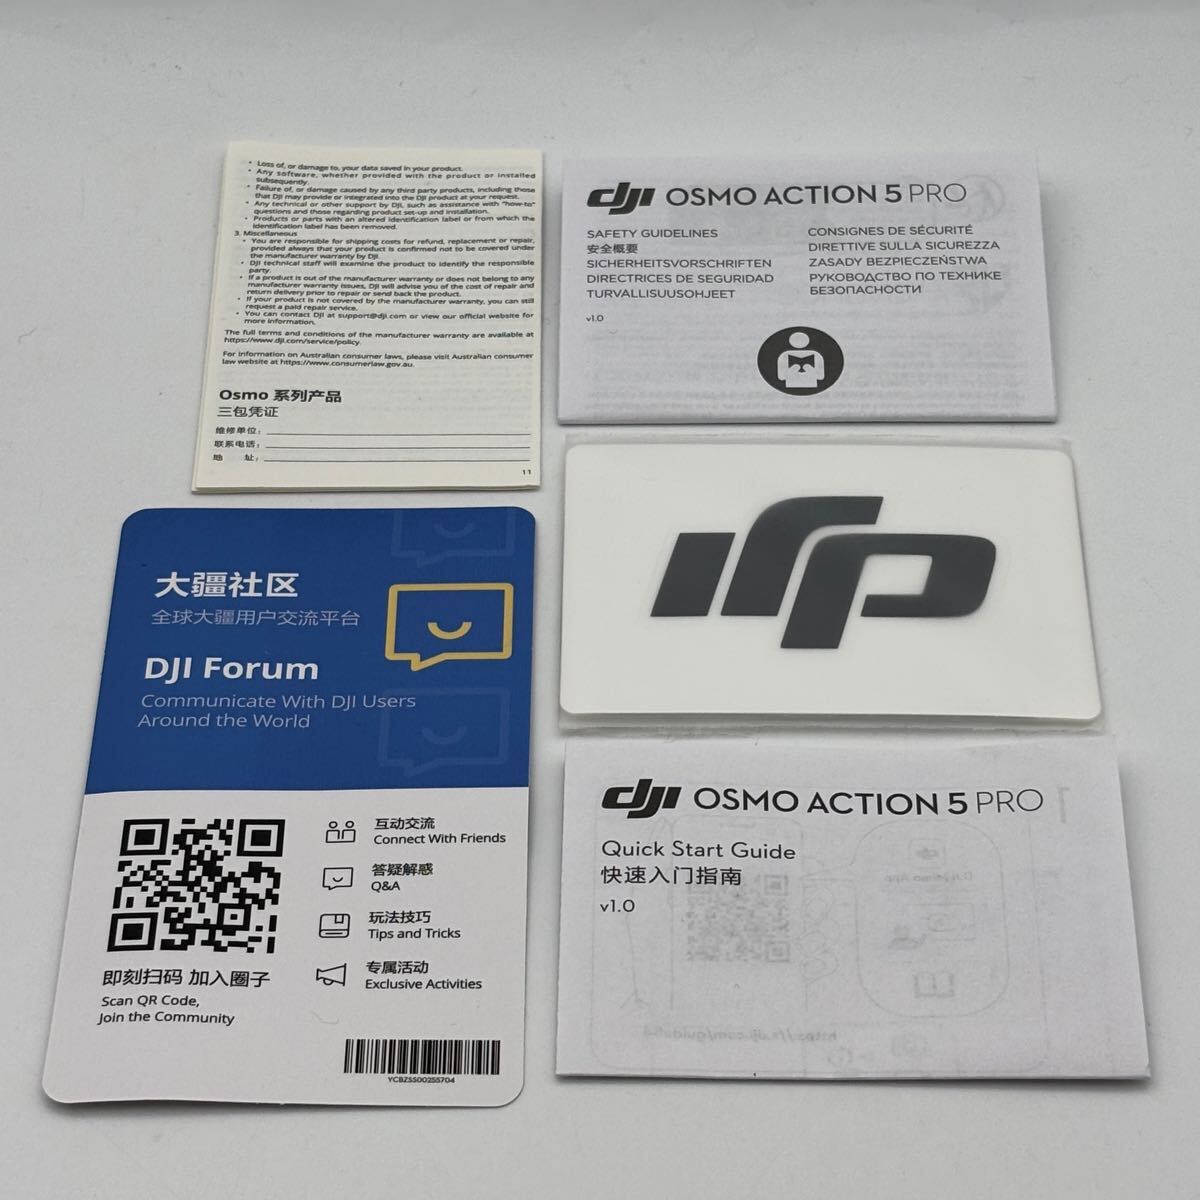 • Loss of, or damage to, your data saved in your product.
• Any software, whether provided with the product or installed
subsequently.
• Failure of, or damage caused by any third party products, including those
that DJI may provide or integrated into the DJI product at your request.
• Any technical or other support by DJI, such as assistance with "how-to"
questions and those regarding product set-up and installation.
• Products or parts with an altered identification label or from which the
identification label has been removed.
3. Miscellaneous
• You are responsible for shipping costs for refund, replacement or repair,
provided always that your product is confirmed not to be covered under
the manufacturer warranty by DJI.
• DJI technical staff will examine the product to identify the responsible
party.
• If a product is out of the manufacturer warranty or does not belong to any
manufacturer warranty issues, DJI will advise you of the cost of repair and
return delivery prior to repair or send back the product.
• If your product is not covered by the manufacturer warranty, you can still
request a paid repair service.
• You can contact DJI at support@dji.com or view our official website for
more information.
The full terms and conditions of the manufacturer warranty are available at
https://www.dji.com/service/policy.
For information on Australian consumer laws, please visit Australian consumer
law website at https://www.consumerlaw.gov.au.
Osmo 系列产品
三包凭证
维修单位:
联系电话:
地 址:
11
dji OSMO ACTION 5 PRO
SAFETY GUIDELINES
安全概要
SICHERHEITSVORSCHRIFTEN
DIRECTRICES DE SEGURIDAD
TURVALLISUUSOHJEET
CONSIGNES DE SÉCURITÉ
DIRETTIVE SULLA SICUREZZA
ZASADY BEZPIECZEŃSTWA
РУКОВОДСТВО ПО ТЕХНИКЕ
БЕЗОПАСНОСТИ
v1.0
dji
大疆社区
全球大疆用户交流平台
DJI Forum
Communicate With DJI Users
Around the World
互动交流
Connect With Friends
答疑解惑
Q&A
玩法技巧
Tips and Tricks
专属活动
Exclusive Activities
即刻扫码 加入圈子
Scan QR Code,
Join the Community
YCBZSS00255704
dji OSMO ACTION 5 PRO
Quick Start Guide
快速入门指南
v1.0